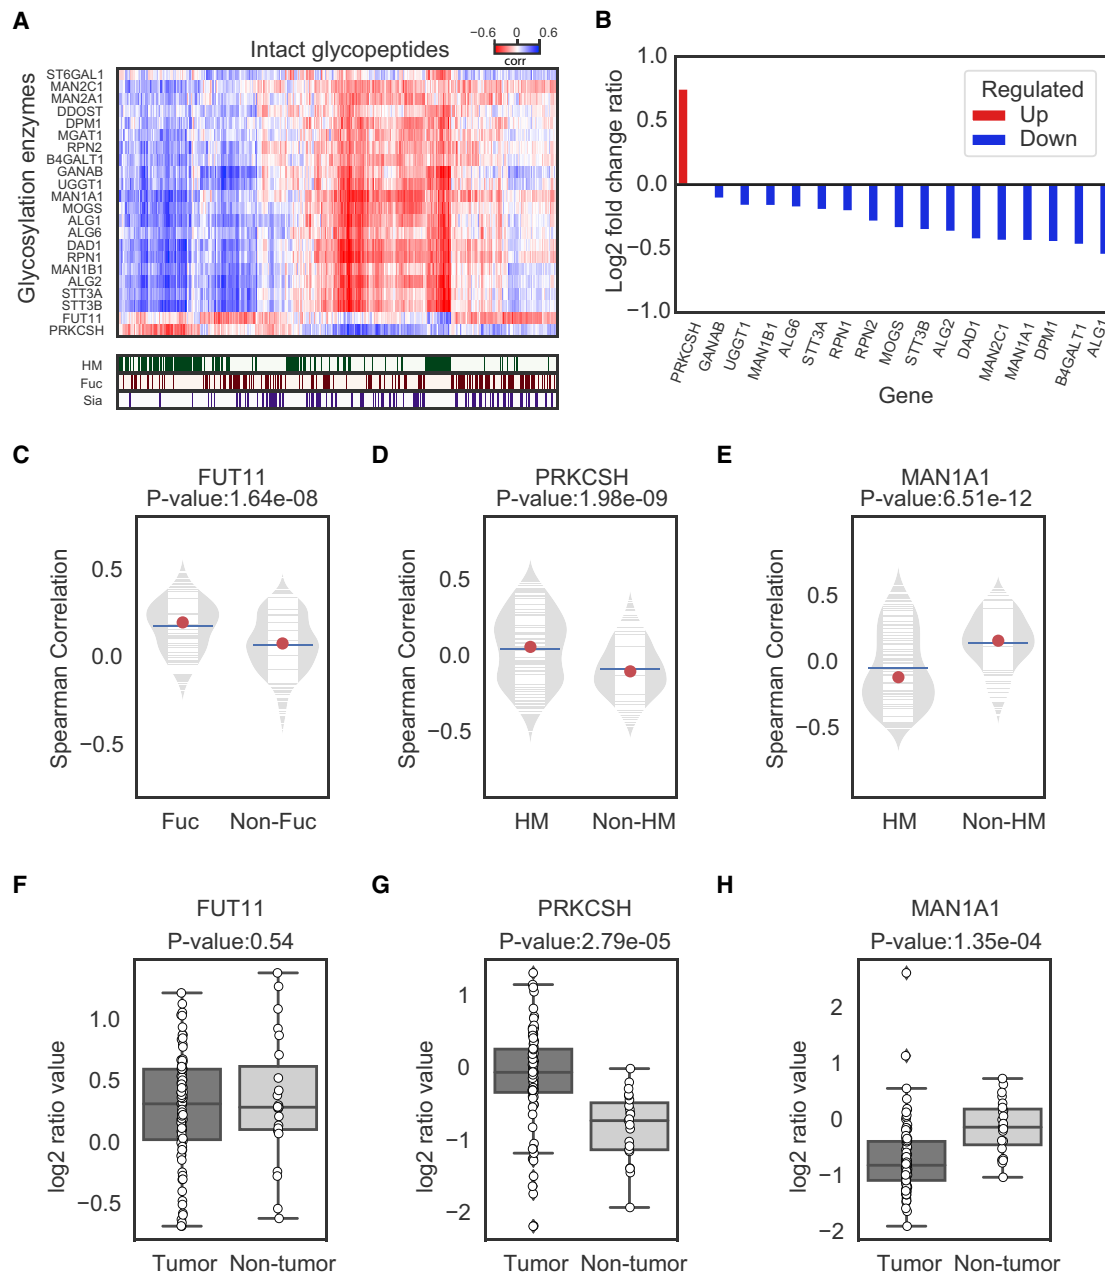 A
Intact glycopeptides
−0.6 0 0.6
corr
Glycosylation enzymes
ST6GAL1
MAN2C1
MAN2A1
DDOST
DPM1
MGAT1
RPN2
B4GALT1
GANAB
UGGT1
MAN1A1
MOGS
ALG1
ALG6
DAD1
RPN1
MAN1B1
ALG2
STT3A
STT3B
FUT11
PRKCSH
HM
Fuc
Sia
B
Log2 fold change ratio
1.0
0.5
0.0
−0.5
−1.0
Regulated
Up
Down
PRKCSH
GANAB
UGGT1
MAN1B1
ALG6
STT3A
RPN1
RPN2
MOGS
STT3B
ALG2
DAD1
MAN2C1
MAN1A1
DPM1
B4GALT1
ALG1
Gene
C
FUT11
P-value:1.64e-08
Spearman Correlation
0.5
0.0
−0.5
Fuc Non-Fuc
D
PRKCSH
P-value:1.98e-09
Spearman Correlation
0.5
0.0
−0.5
HM Non-HM
E
MAN1A1
P-value:6.51e-12
Spearman Correlation
0.5
0.0
−0.5
HM Non-HM
F
FUT11
P-value:0.54
log2 ratio value
1.0
0.5
0.0
−0.5
Tumor Non-tumor
G
PRKCSH
P-value:2.79e-05
log2 ratio value
1
0
−1
−2
Tumor Non-tumor
H
MAN1A1
P-value:1.35e-04
log2 ratio value
2
1
0
−1
−2
Tumor Non-tumor